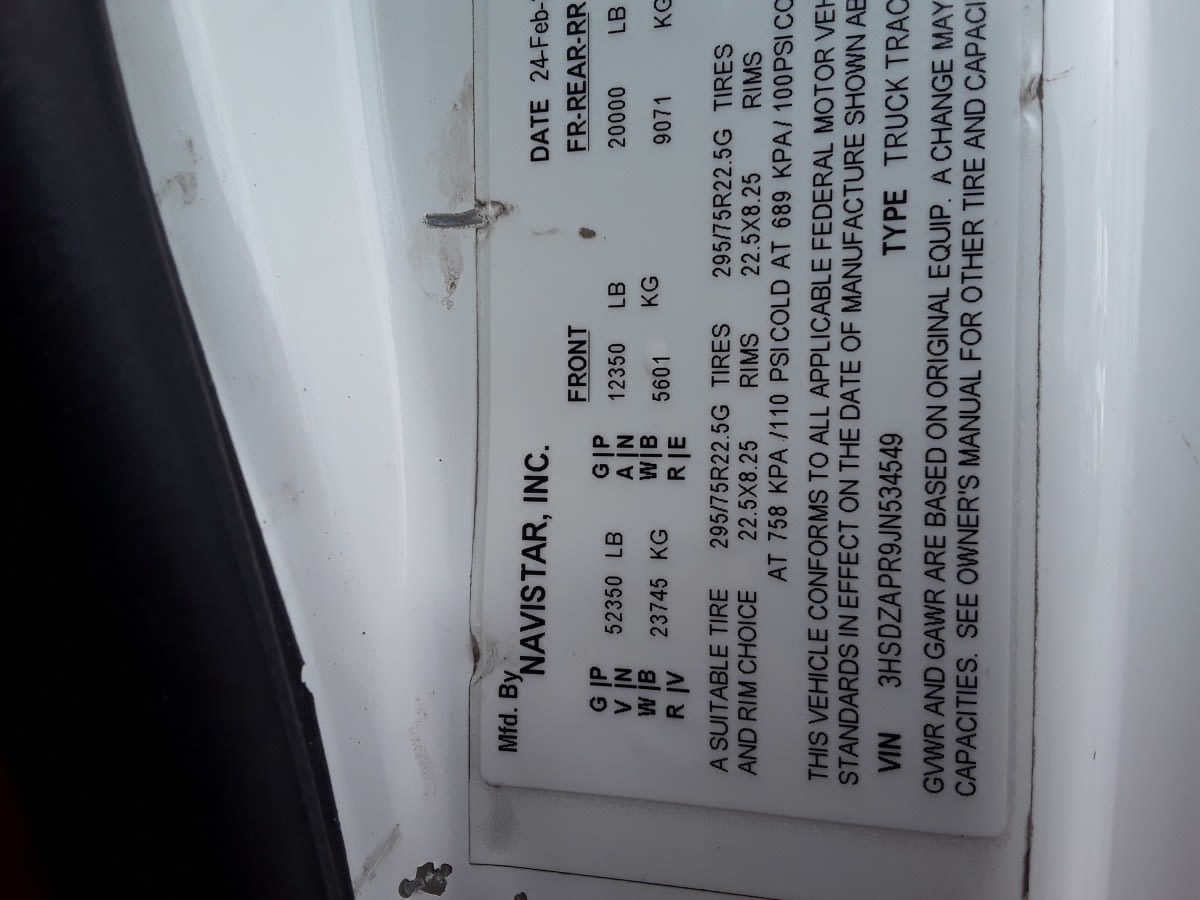 Mfd. By
NAVISTAR, INC. DATE 24-Feb-
FRONT FR-REAR-RR
G|P 52350 LB G|P 12350 LB 20000 LB
V|N A|N
W|B 23745 KG W|B 5601 KG 9071 KG
R|V R|E
A SUITABLE TIRE 295/75R22.5G TIRES 295/75R22.5G TIRES
AND RIM CHOICE 22.5X8.25 RIMS 22.5X8.25 RIMS
AT 758 KPA /110 PSI COLD AT 689 KPA/ 100PSI CO
THIS VEHICLE CONFORMS TO ALL APPLICABLE FEDERAL MOTOR VEH
STANDARDS IN EFFECT ON THE DATE OF MANUFACTURE SHOWN AB
VIN 3HSDZAPR9JN534549 TYPE TRUCK TRAC
GVWR AND GAWR ARE BASED ON ORIGINAL EQUIP. A CHANGE MAY
CAPACITIES. SEE OWNER'S MANUAL FOR OTHER TIRE AND CAPACI